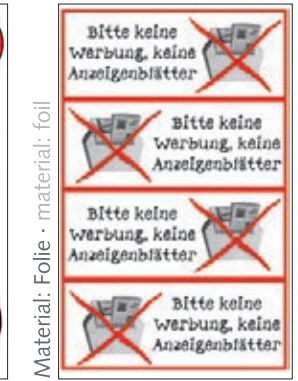 Material: Folie · material: foil
Bitte keine
Werbung, keine
Anzeigenblätter
Bitte keine
Werbung, keine
Anzeigenblätter
Bitte keine
Werbung, keine
Anzeigenblätter
Bitte keine
Werbung, keine
Anzeigenblätter